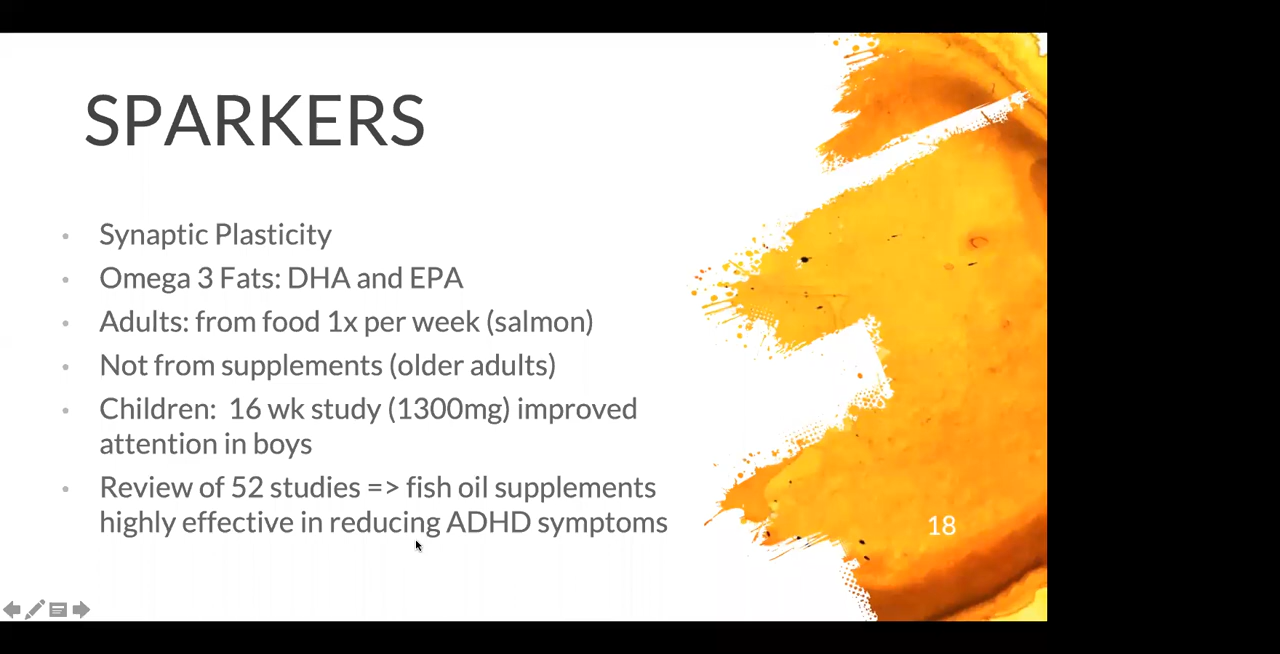 SPARKERS
• Synaptic Plasticity
• Omega 3 Fats: DHA and EPA
• Adults: from food 1x per week (salmon)
• Not from supplements (older adults)
• Children:  16 wk study (1300mg) improved
attention in boys
• Review of 52 studies => fish oil supplements
highly effective in reducing ADHD symptoms
18